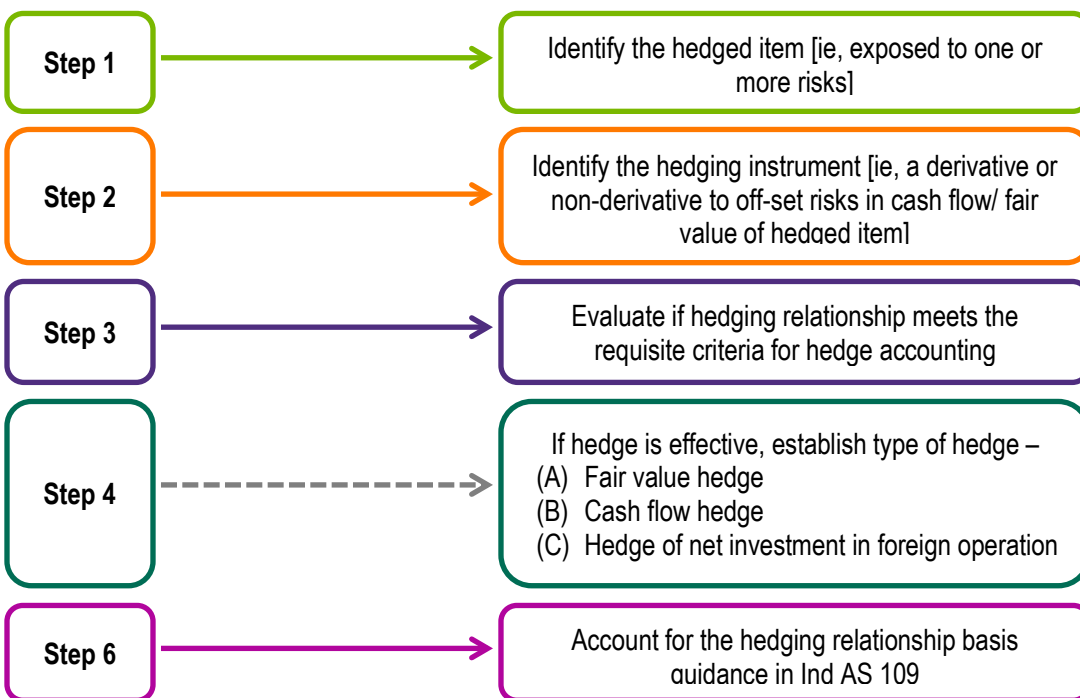 Step 1
Identify the hedged item [ie, exposed to one or
more risks]
Step 2
Identify the hedging instrument [ie, a derivative or
non-derivative to off-set risks in cash flow/ fair
value of hedged item]
Step 3
Evaluate if hedging relationship meets the
requisite criteria for hedge accounting
Step 4
If hedge is effective, establish type of hedge –
(A) Fair value hedge
(B) Cash flow hedge
(C) Hedge of net investment in foreign operation
Step 6
Account for the hedging relationship basis
guidance in Ind AS 109